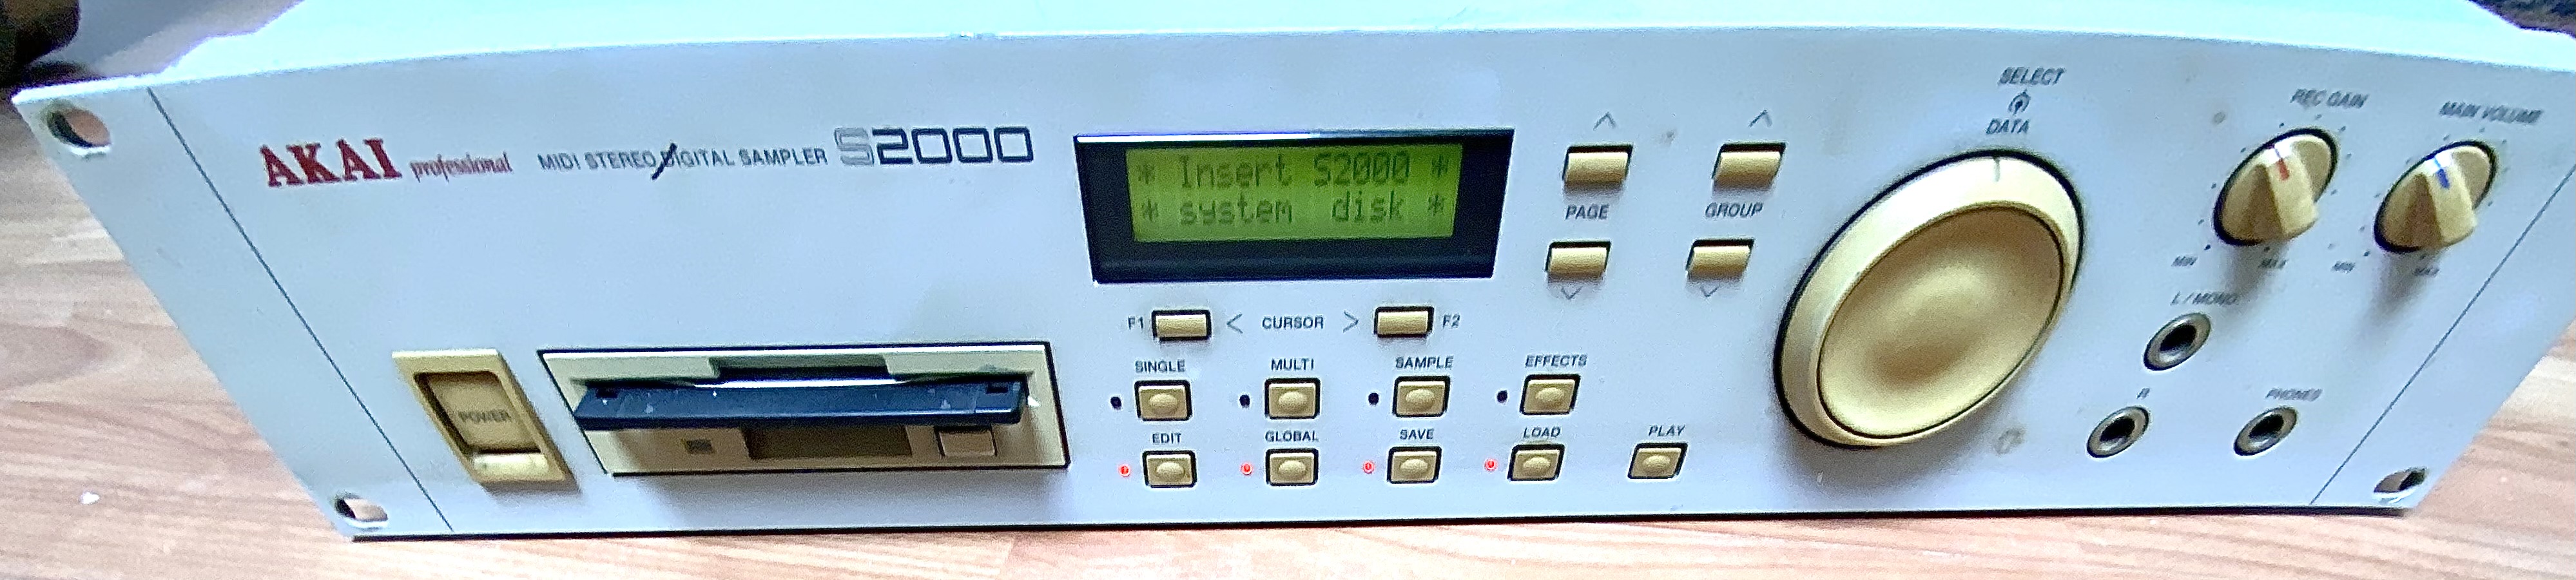 AKAI professional MIDI STEREO DIGITAL SAMPLER S2000
* Insert S2000 *
* system disk *
PAGE
GROUP
SELECT
DATA
REC GAIN
MIN
MAX
MAIN VOLUME
MIN
MAX
F1 < CURSOR > F2
SINGLE
MULTI
SAMPLE
EFFECTS
EDIT
GLOBAL
SAVE
LOAD
PLAY
POWER
L / MONO
R
PHONES